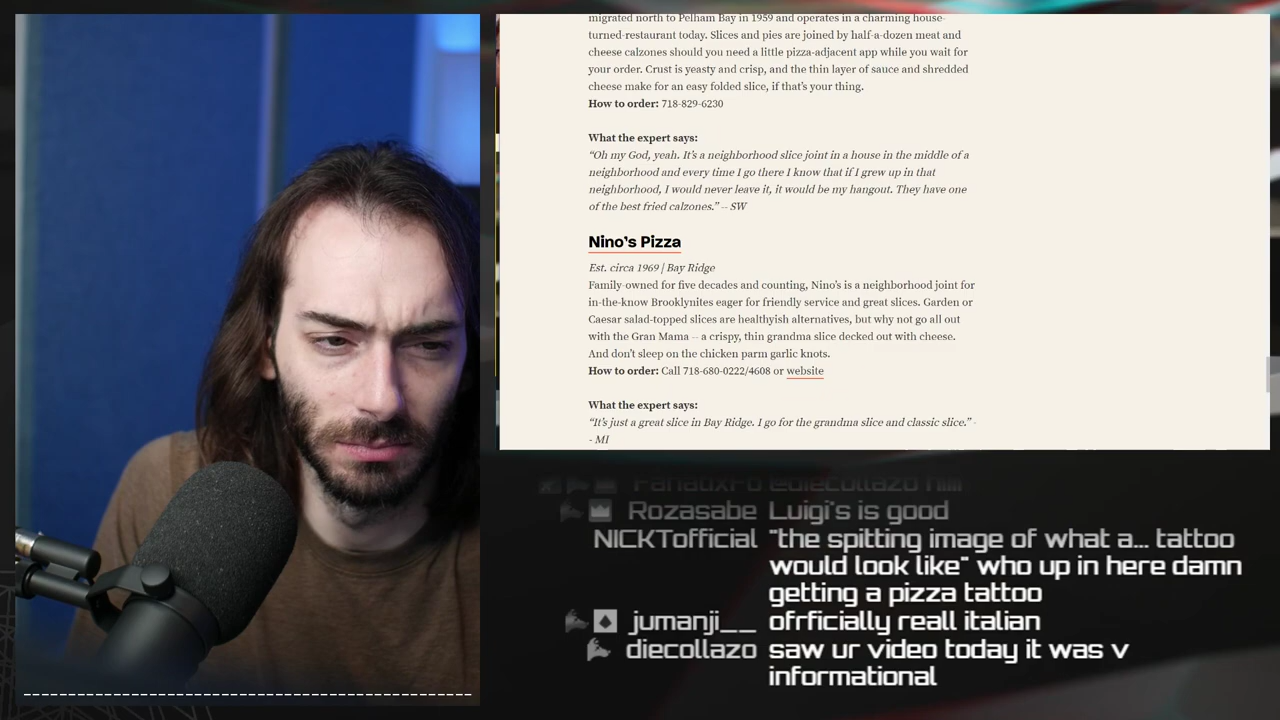 migrated north to Pelham Bay in 1959 and operates in a charming house-
turned-restaurant today. Slices and pies are joined by half-a-dozen meat and
cheese calzones should you need a little pizza-adjacent app while you wait for
your order. Crust is yeasty and crisp, and the thin layer of sauce and shredded
cheese make for an easy folded slice, if that’s your thing.
How to order: 718-829-6230
What the expert says:
“Oh my God, yeah. It’s a neighborhood slice joint in a house in the middle of a
neighborhood and every time I go there I know that if I grew up in that
neighborhood, I would never leave it, it would be my hangout. They have one
of the best fried calzones.” -- SW
Nino’s Pizza
Est. circa 1969 | Bay Ridge
Family-owned for five decades and counting, Nino’s is a neighborhood joint for
in-the-know Brooklynites eager for friendly service and great slices. Garden or
Caesar salad-topped slices are healthyish alternatives, but why not go all out
with the Gran Mama -- a crispy, thin grandma slice decked out with cheese.
And don’t sleep on the chicken parm garlic knots.
How to order: Call 718-680-0222/4608 or website
What the expert says:
“It’s just a great slice in Bay Ridge. I go for the grandma slice and classic slice.” -
- MI
@diecollazo
Rozasabe Luigi's is good
NICKTofficial "the spitting image of what a... tattoo
would look like" who up in here damn
getting a pizza tattoo
jumanji__ ofrficially reall italian
diecollazo saw ur video today it was v
informational